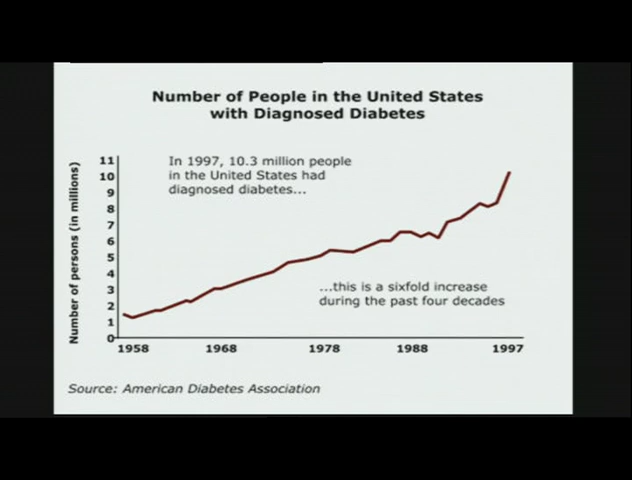 Number of People in the United States
with Diagnosed Diabetes
Number of persons (in millions)
11
10
9
8
7
6
5
4
3
2
1
0
In 1997, 10.3 million people
in the United States had
diagnosed diabetes...
...this is a sixfold increase
during the past four decades
1958 1968 1978 1988 1997
Source: American Diabetes Association